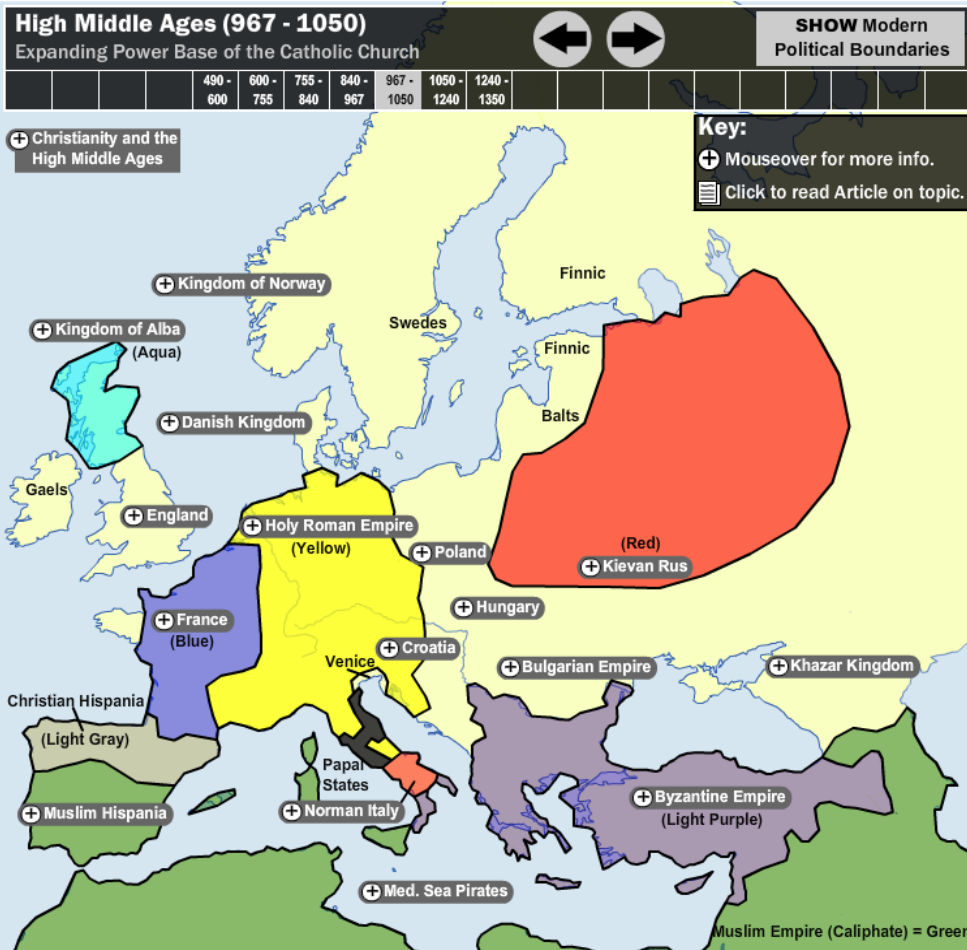 High Middle Ages (967 - 1050)
Expanding Power Base of the Catholic Church
SHOW Modern
Political Boundaries
490 - 600 - 755 - 840 - 967 - 1050 - 1240 -
600 755 840 967 1050 1240 1350
Christianity and the
High Middle Ages
Key:
Mouseover for more info.
Click to read Article on topic.
Finnic
Kingdom of Norway
Swedes
Kingdom of Alba
(Aqua)
Finnic
Balts
Danish Kingdom
Gaels
England
Holy Roman Empire
(Yellow)
(Red)
Poland
Kievan Rus
Hungary
France
(Blue)
Croatia
Venice
Bulgarian Empire
Khazar Kingdom
Christian Hispania
(Light Gray)
Papal
States
Byzantine Empire
(Light Purple)
Muslim Hispania
Norman Italy
Med. Sea Pirates
Muslim Empire (Caliphate) = Green